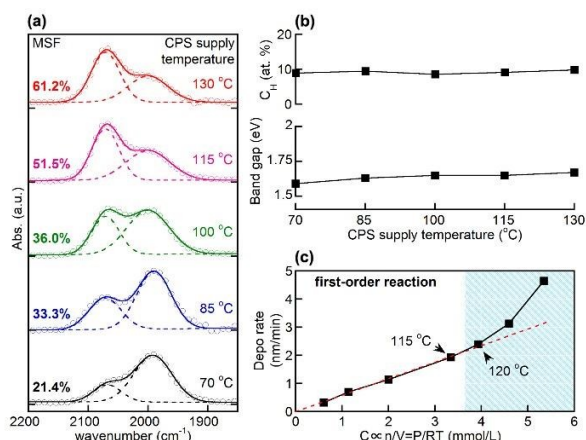 (a)
MSF
CPS supply
temperature
61.2%
130 °C
51.5%
115 °C
36.0%
100 °C
33.3%
85 °C
21.4%
70 °C
Abs. (a.u.)
2200 2100 2000 1900
wavenumber (cm⁻¹)
(b)
C_H (at. %)
20
10
0
Band gap (eV)
2
1.75
1.5
70 85 100 115 130
CPS supply temperature (°C)
(c)
first-order reaction
Depo rate
(nm/min)
5
4
3
2
1
0
115 °C
120 °C
0 1 2 3 4 5 6
C∝n/V=P/RT (mmol/L)